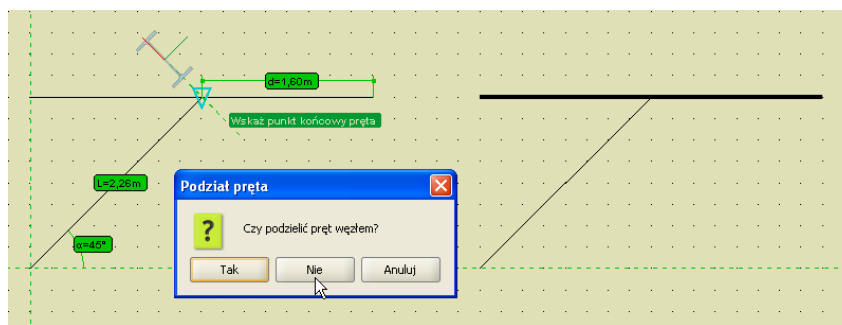 d=1,60m
Wskaż punkt końcowy pręta
L=2,26m
α=45°
Podział pręta
?
Czy podzielić pręt węzłem?
Tak Nie Anuluj